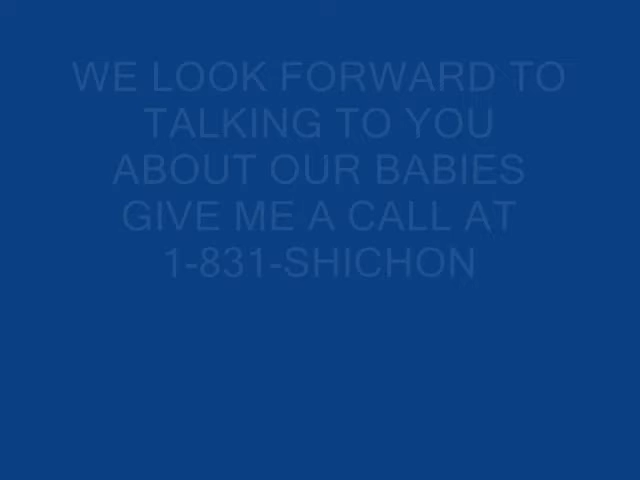 WE LOOK FORWARD TO
TALKING TO YOU
ABOUT OUR BABIES
GIVE ME A CALL AT
1-831-SHICHON